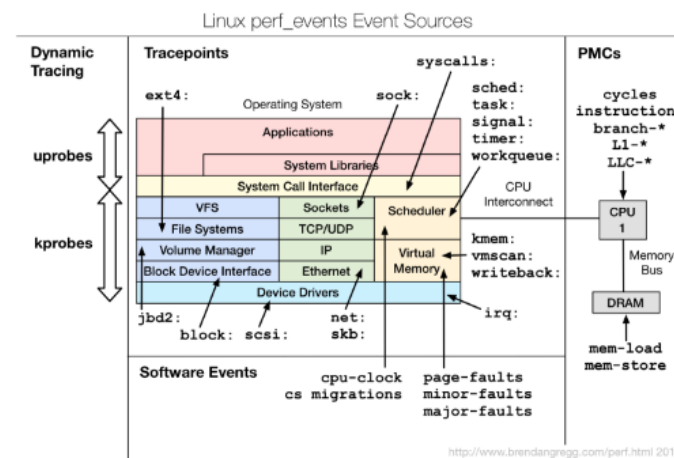 Linux perf_events Event Sources
Dynamic
Tracing
uprobes
kprobes
Tracepoints
syscalls:
ext4:
sock:
sched:
task:
signal:
timer:
workqueue:
Operating System
Applications
System Libraries
System Call Interface
VFS
Sockets
Scheduler
File Systems
TCP/UDP
Volume Manager
IP
Virtual
Memory
Block Device Interface
Ethernet
Device Drivers
CPU
Interconnect
kmem:
vmscan:
writeback:
jbd2:
block:
scsi:
net:
skb:
irq:
Software Events
cpu-clock
cs migrations
page-faults
minor-faults
major-faults
PMCs
cycles
instruction
branch-*
L1-*
LLC-*
CPU
1
Memory
Bus
DRAM
mem-load
mem-store
http://www.brendangregg.com/perf.html 201